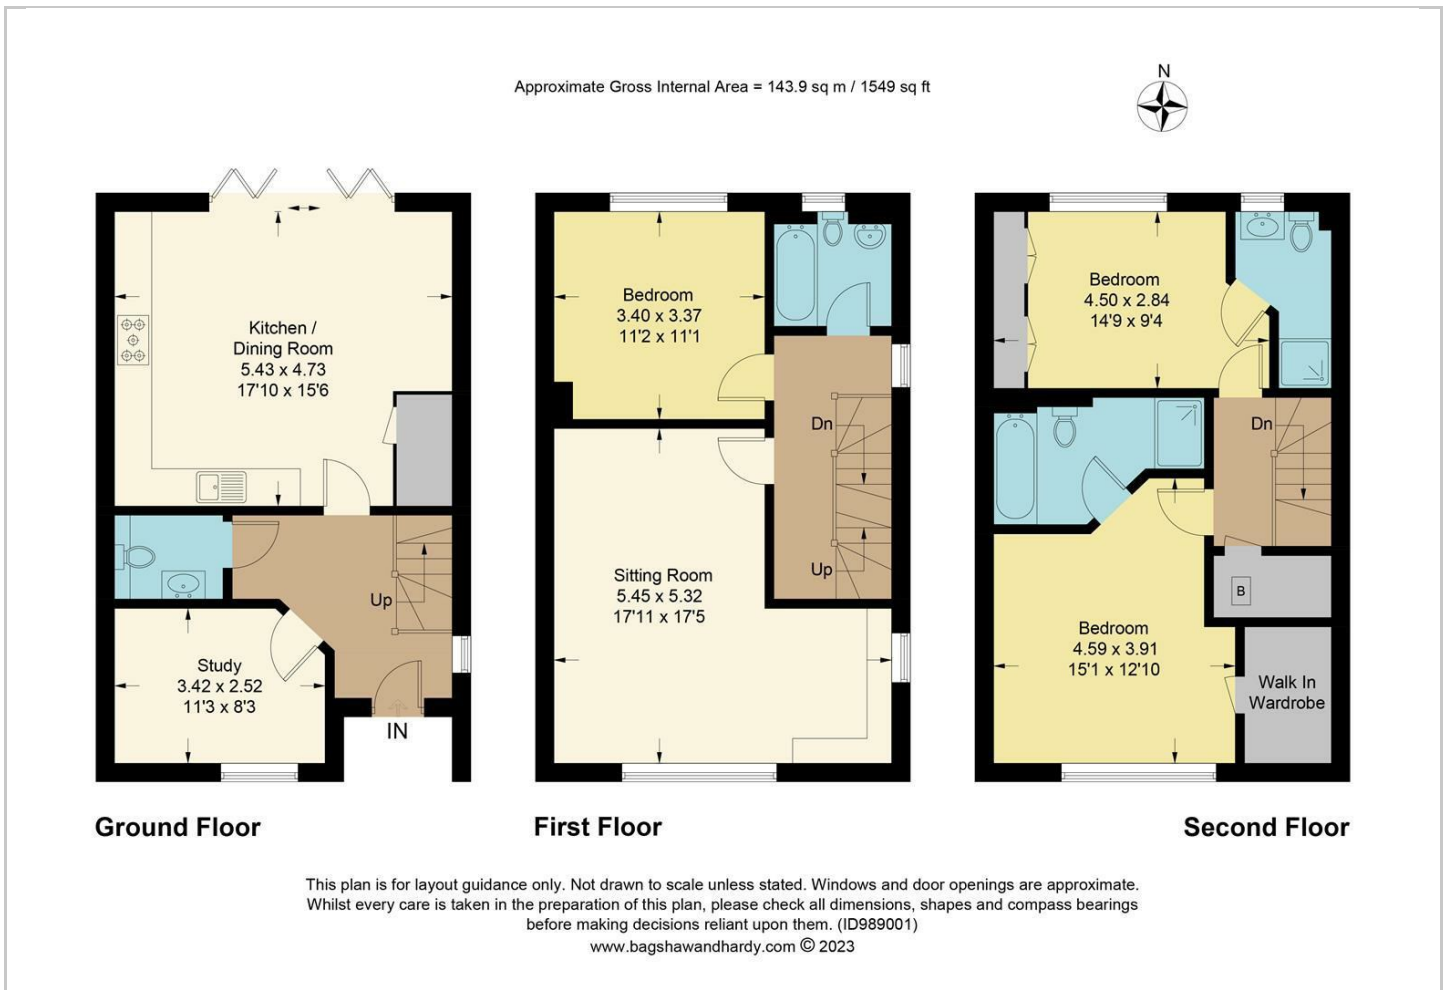 Approximate Gross Internal Area = 143.9 sq m / 1549 sq ft
N
Kitchen /
Dining Room
5.43 x 4.73
17'10 x 15'6
Up
Study
3.42 x 2.52
11'3 x 8'3
IN
Ground Floor
Bedroom
3.40 x 3.37
11'2 x 11'1
Dn
Sitting Room
5.45 x 5.32
17'11 x 17'5
Up
First Floor
Bedroom
4.50 x 2.84
14'9 x 9'4
Dn
B
Bedroom
4.59 x 3.91
15'1 x 12'10
Walk In
Wardrobe
Second Floor
This plan is for layout guidance only. Not drawn to scale unless stated. Windows and door openings are approximate.
Whilst every care is taken in the preparation of this plan, please check all dimensions, shapes and compass bearings
before making decisions reliant upon them. (ID989001)
www.bagshawandhardy.com © 2023